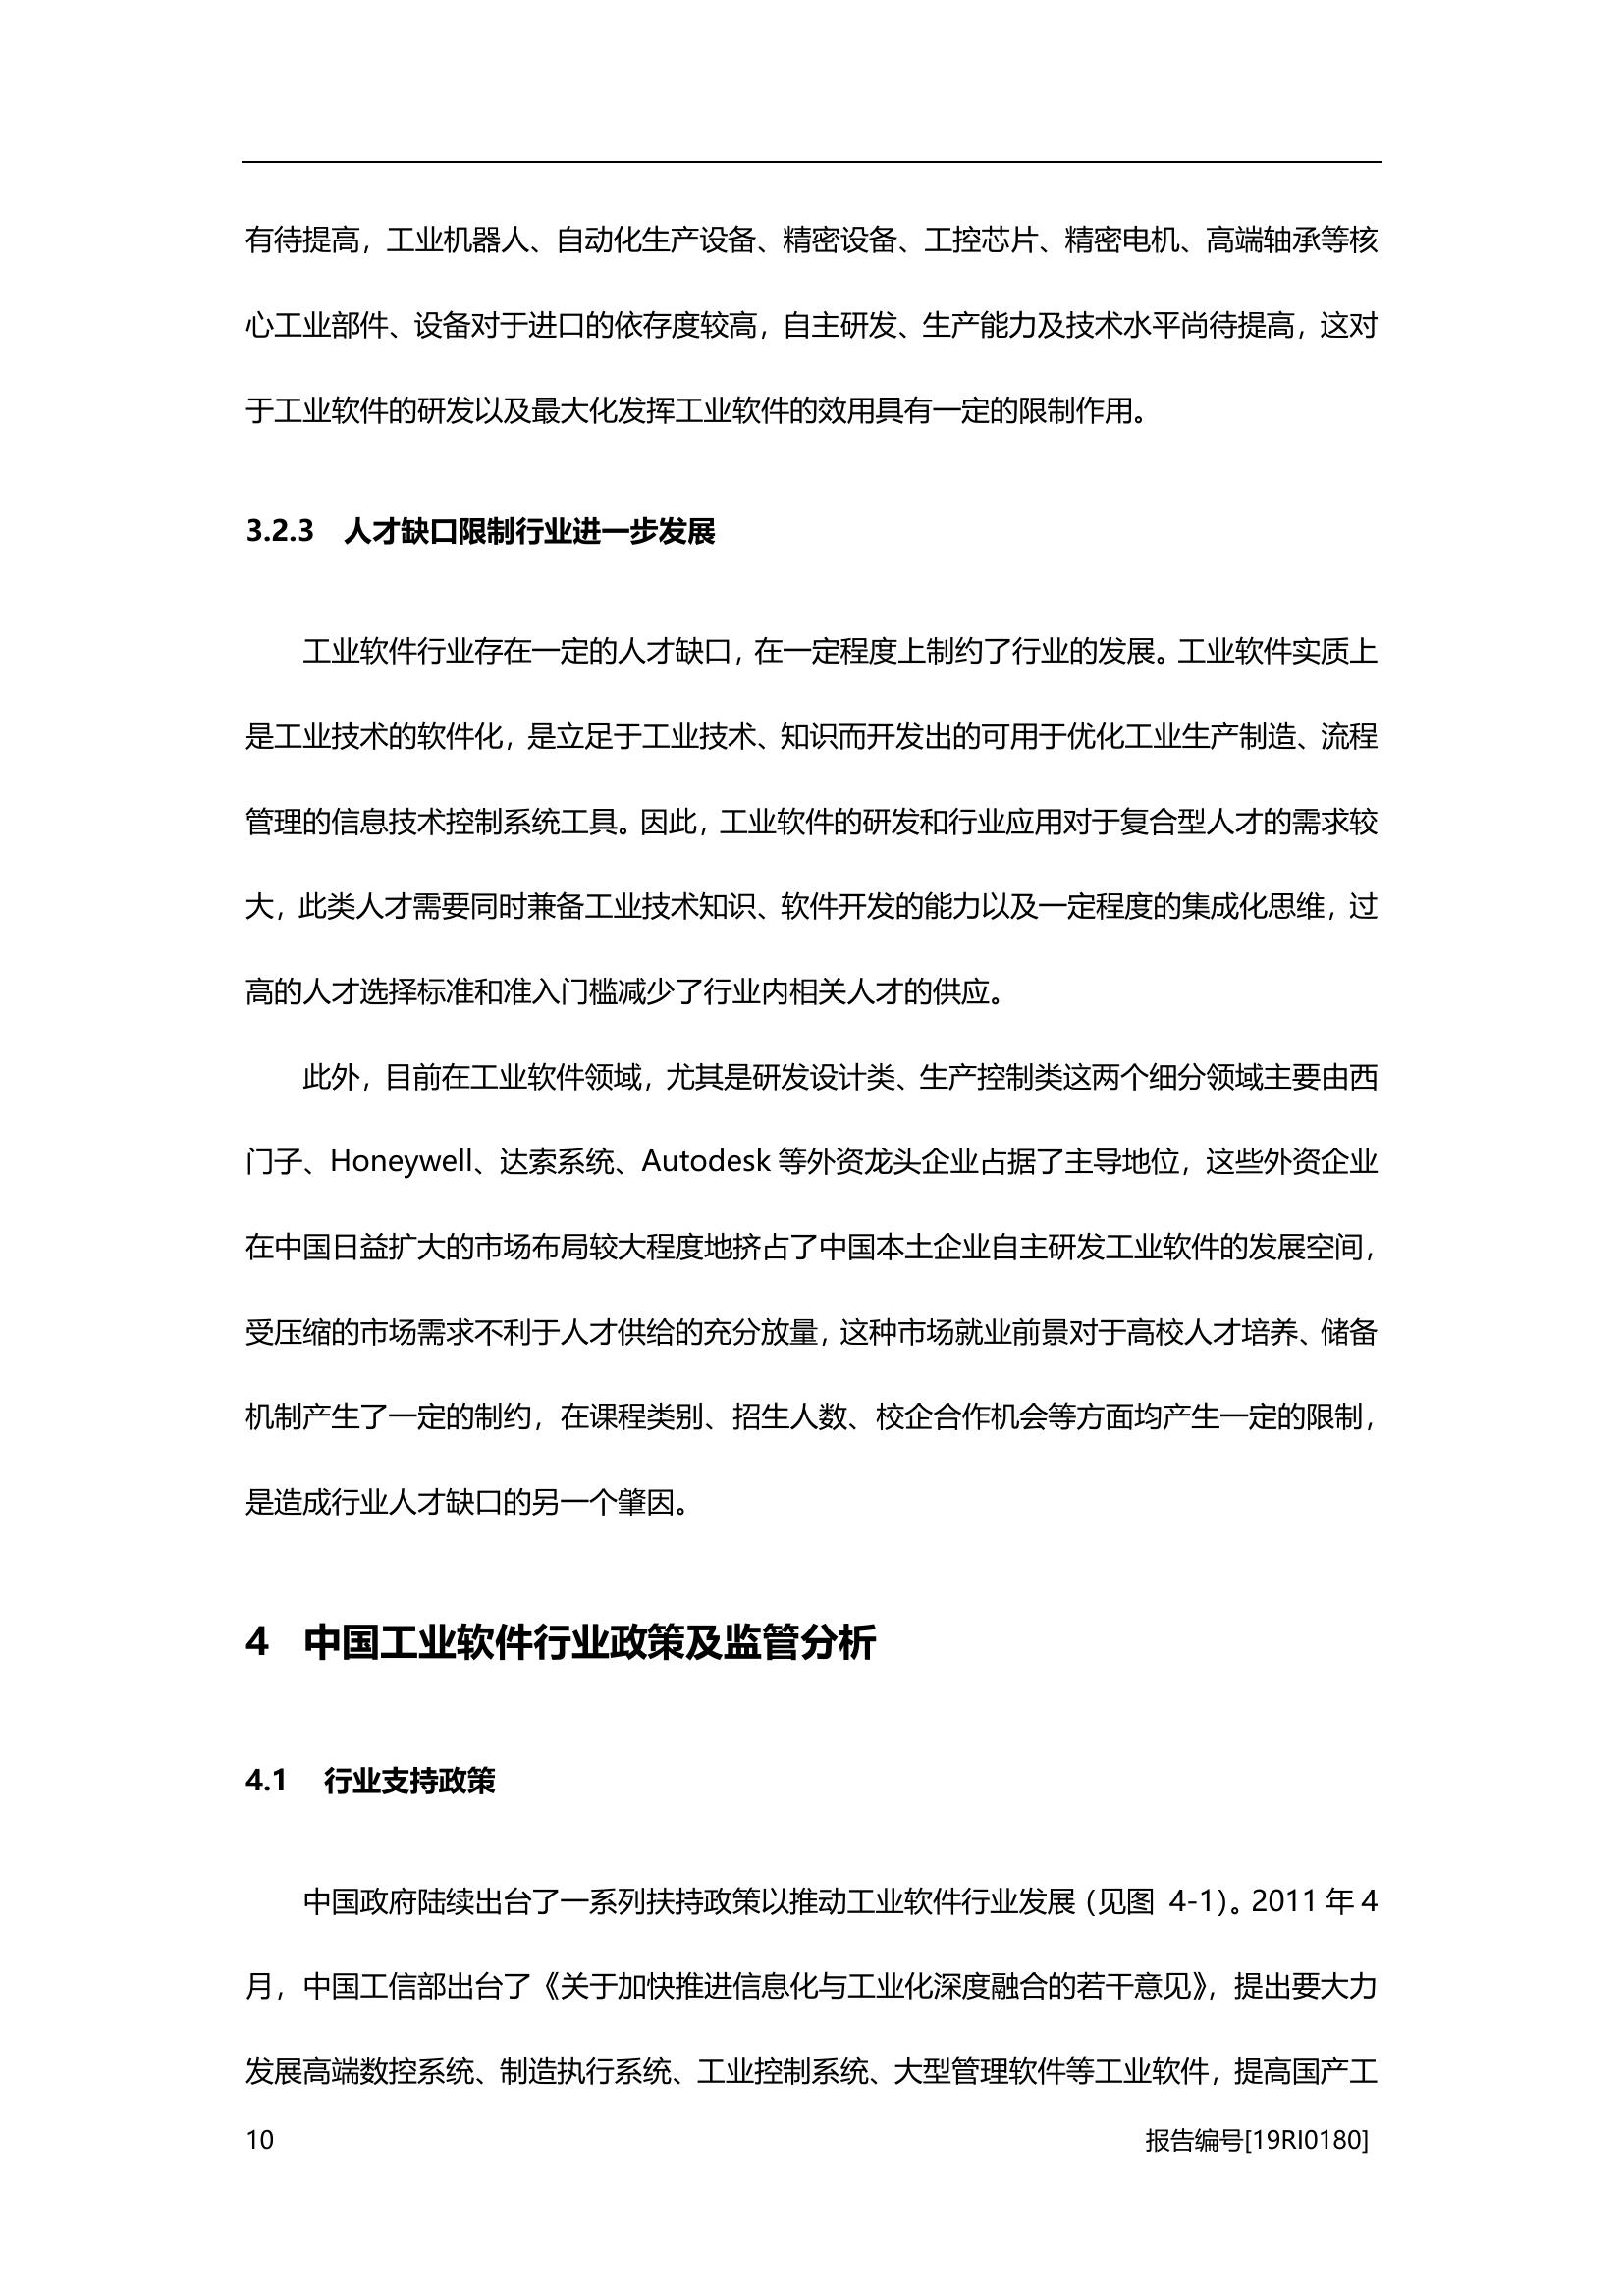 有待提高，工业机器人、自动化生产设备、精密设备、工控芯片、精密电机、高端轴承等核
心工业部件、设备对于进口的依存度较高，自主研发、生产能力及技术水平尚待提高，这对
于工业软件的研发以及最大化发挥工业软件的效用具有一定的限制作用。
3.2.3 人才缺口限制行业进一步发展
工业软件行业存在一定的人才缺口，在一定程度上制约了行业的发展。工业软件实质上
是工业技术的软件化，是立足于工业技术、知识而开发出的可用于优化工业生产制造、流程
管理的信息技术控制系统工具。因此，工业软件的研发和行业应用对于复合型人才的需求较
大，此类人才需要同时兼备工业技术知识、软件开发的能力以及一定程度的集成化思维，过
高的人才选择标准和准入门槛减少了行业内相关人才的供应。
此外，目前在工业软件领域，尤其是研发设计类、生产控制类这两个细分领域主要由西
门子、Honeywell、达索系统、Autodesk 等外资龙头企业占据了主导地位，这些外资企业
在中国日益扩大的市场布局较大程度地挤占了中国本土企业自主研发工业软件的发展空间，
受压缩的市场需求不利于人才供给的充分放量，这种市场就业前景对于高校人才培养、储备
机制产生了一定的制约，在课程类别、招生人数、校企合作机会等方面均产生一定的限制，
是造成行业人才缺口的另一个肇因。
4 中国工业软件行业政策及监管分析
4.1 行业支持政策
中国政府陆续出台了一系列扶持政策以推动工业软件行业发展（见图 4-1）。2011 年 4
月，中国工信部出台了《关于加快推进信息化与工业化深度融合的若干意见》，提出要大力
发展高端数控系统、制造执行系统、工业控制系统、大型管理软件等工业软件，提高国产工
10 报告编号[19RI0180]